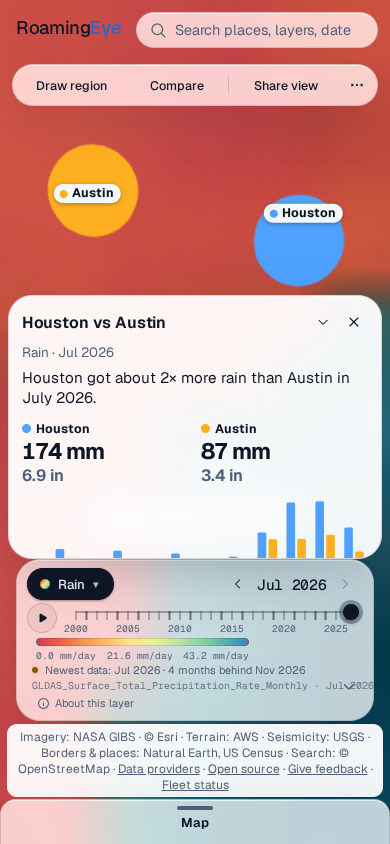 RoamingEye
Search places, layers, date
Draw region
Compare
Share view
Austin
Houston
Houston vs Austin
Rain · Jul 2026
Houston got about 2× more rain than Austin in
July 2026.
Houston
Austin
174 mm
87 mm
6.9 in
3.4 in
Rain ▾
Jul 2026
2000 2005 2010 2015 2020 2025
0.0 mm/day 21.6 mm/day 43.2 mm/day
Newest data: Jul 2026 · 4 months behind Nov 2026
GLDAS_Surface_Total_Precipitation_Rate_Monthly · Jul 2026
About this layer
Imagery: NASA GIBS · © Esri · Terrain: AWS · Seismicity: USGS ·
Borders & places: Natural Earth, US Census · Search: ©
OpenStreetMap · Data providers · Open source · Give feedback ·
Fleet status
Map